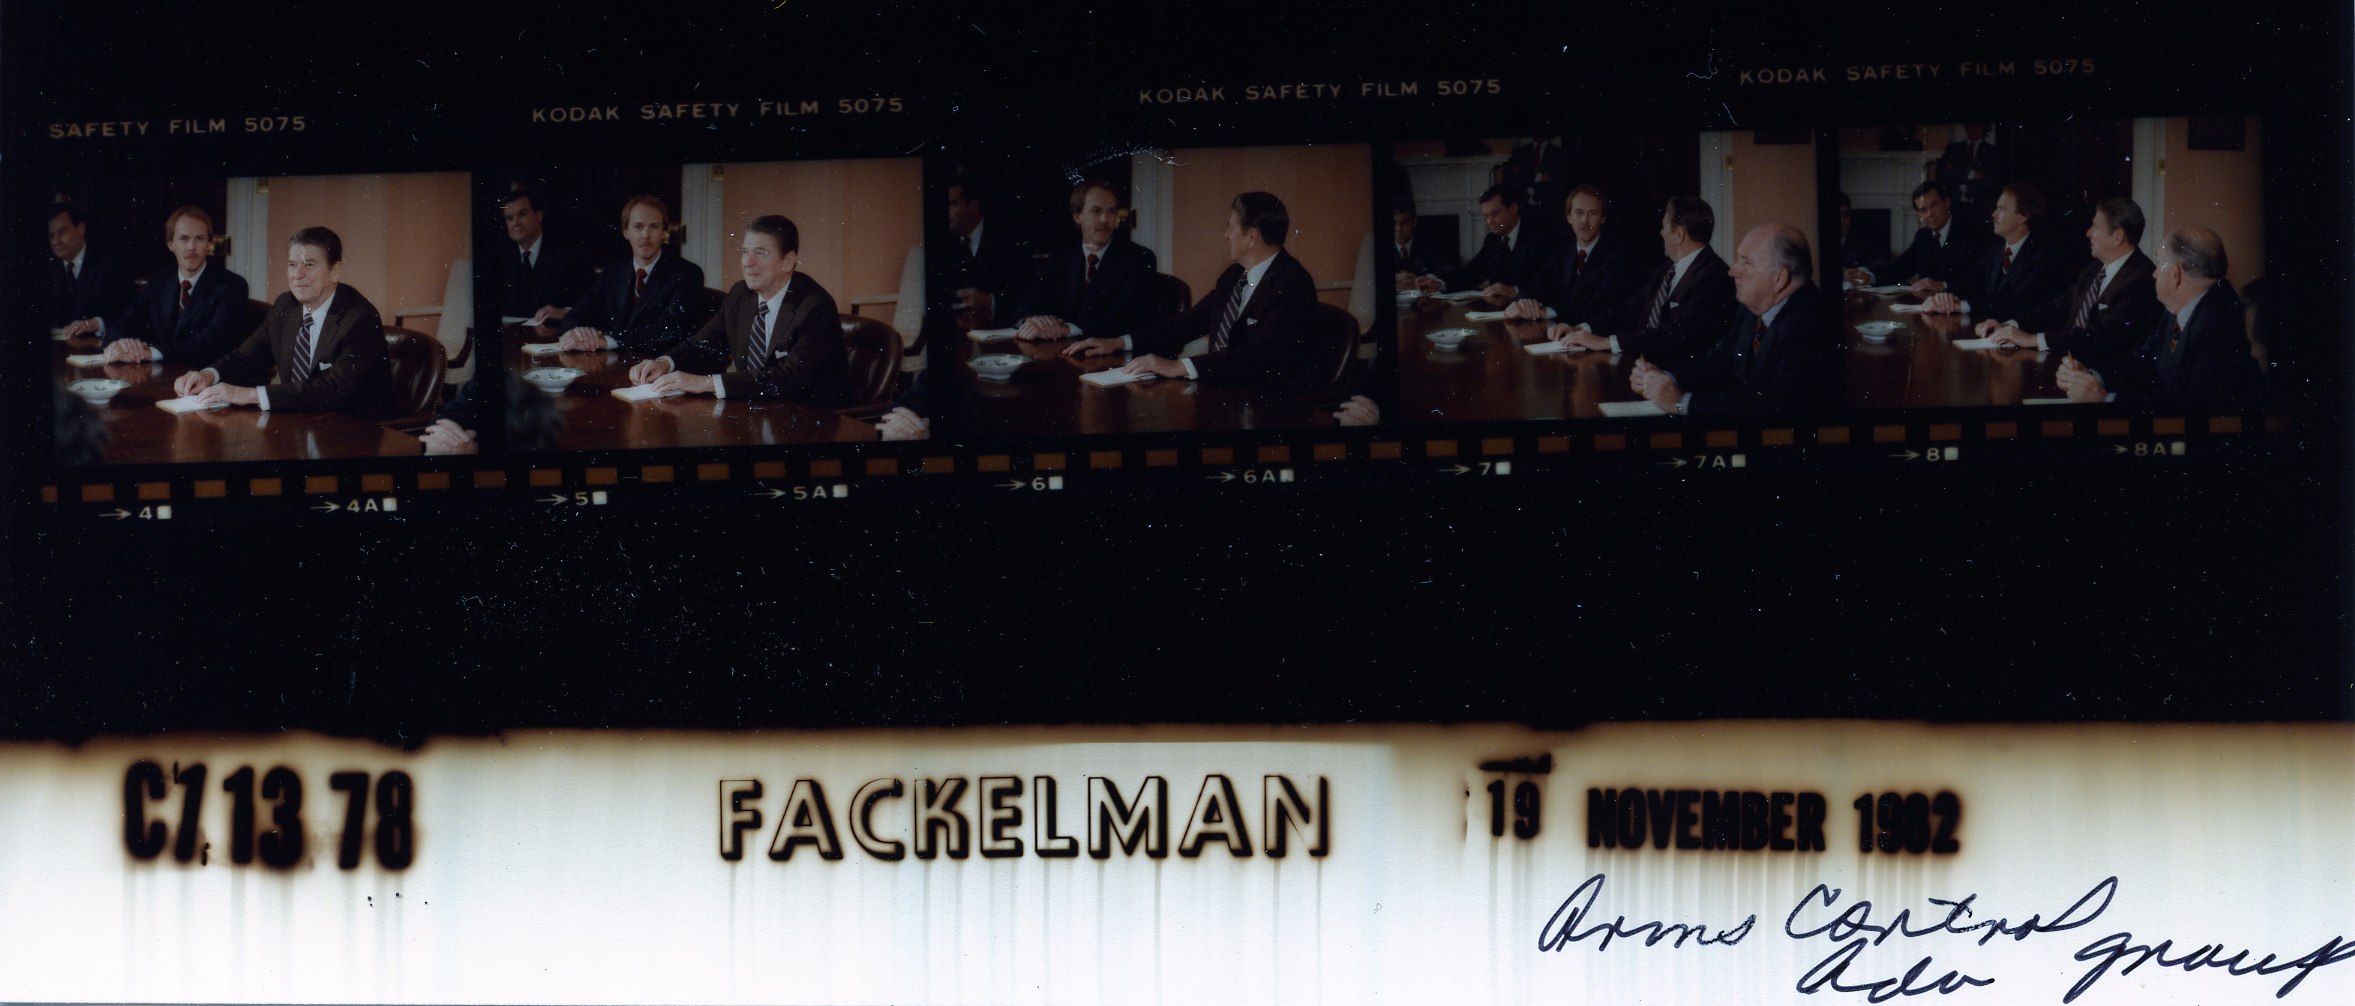 SAFETY FILM 5075
KODAK SAFETY FILM 5075
KODAK SAFETY FILM 5075
KODAK SAFETY FILM 5075
→4 →4A →5 →5A →6 →6A →7 →7A →8 →8A
C7.13 78 FACKELMAN 19 NOVEMBER 1982
Arms Control group
Adv